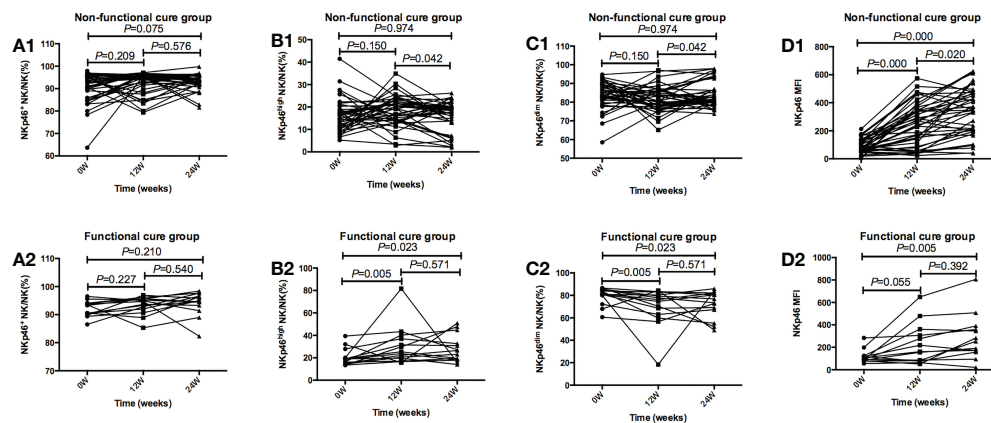 A1
Non-functional cure group
P=0.075
P=0.209
P=0.576
NKp46⁺ NK/NK(%)
110
100
90
80
70
60
0W
12W
24W
Time (weeks)
B1
Non-functional cure group
P=0.974
P=0.150
P=0.042
NKp46ʰⁱᵍʰ NK/NK(%)
50
40
30
20
10
0
0W
12W
24W
Time (weeks)
C1
Non-functional cure group
P=0.974
P=0.150
P=0.042
NKp46ᵈⁱᵐ NK/NK(%)
110
100
90
80
70
60
50
0W
12W
24W
Time (weeks)
D1
Non-functional cure group
P=0.000
P=0.000
P=0.020
NKp46 MFI
800
600
400
200
0
0W
12W
24W
Time (weeks)
A2
Functional cure group
P=0.210
P=0.227
P=0.540
NKp46⁺ NK/NK(%)
110
100
90
80
70
0W
12W
24W
Time (weeks)
B2
Functional cure group
P=0.023
P=0.005
P=0.571
NKp46ʰⁱᵍʰ NK/NK(%)
100
80
60
40
20
0
0W
12W
24W
Time (weeks)
C2
Functional cure group
P=0.023
P=0.005
P=0.571
NKp46ᵈⁱᵐ NK/NK(%)
100
80
60
40
20
0
0W
12W
24W
Time (weeks)
D2
Functional cure group
P=0.005
P=0.055
P=0.392
NKp46 MFI
1000
800
600
400
200
0
0W
12W
24W
Time (weeks)